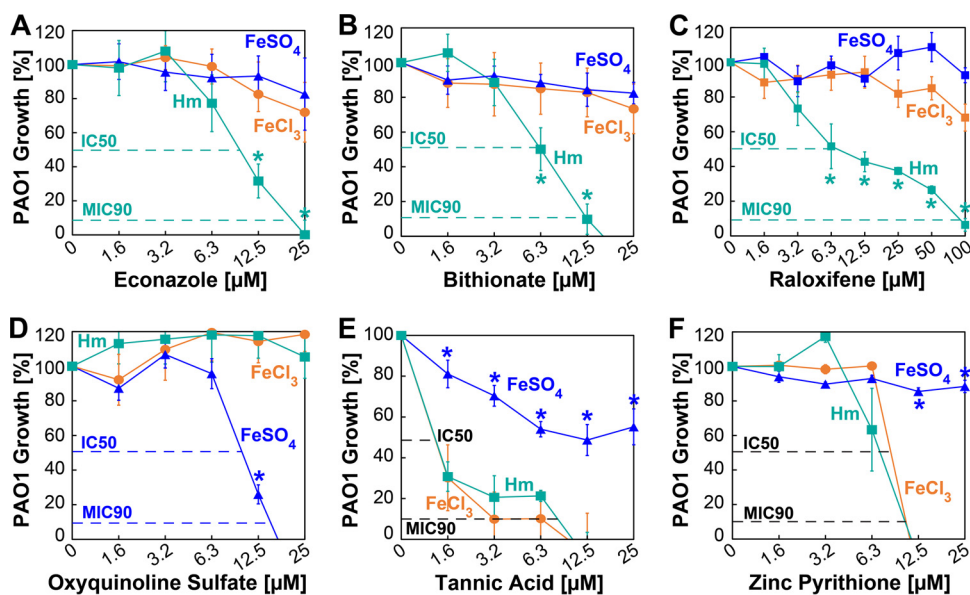 A
PAO1 Growth [%]
120
100
80
60
40
20
0
FeSO4
Hm
FeCl3
IC50
*
MIC90
*
0
1.6
3.2
6.3
12.5
25
Econazole [µM]
B
PAO1 Growth [%]
120
100
80
60
40
20
0
FeSO4
FeCl3
IC50
Hm
*
*
MIC90
0
1.6
3.2
6.3
12.5
25
Bithionate [µM]
C
PAO1 Growth [%]
120
100
80
60
40
20
0
FeSO4
FeCl3
IC50
Hm
*
*
*
*
*
MIC90
0
1.6
3.2
6.3
12.5
25
50
100
Raloxifene [µM]
D
PAO1 Growth [%]
120
100
80
60
40
20
0
Hm
FeCl3
IC50
FeSO4
*
MIC90
0
1.6
3.2
6.3
12.5
25
Oxyquinoline Sulfate [µM]
E
PAO1 Growth [%]
100
80
60
40
20
0
*
*
FeSO4
*
*
*
IC50
Hm
FeCl3
MIC90
0
1.6
3.2
6.3
12.5
25
Tannic Acid [µM]
F
PAO1 Growth [%]
120
100
80
60
40
20
0
FeSO4
*
*
Hm
IC50
FeCl3
MIC90
0
1.6
3.2
6.3
12.5
25
Zinc Pyrithione [µM]